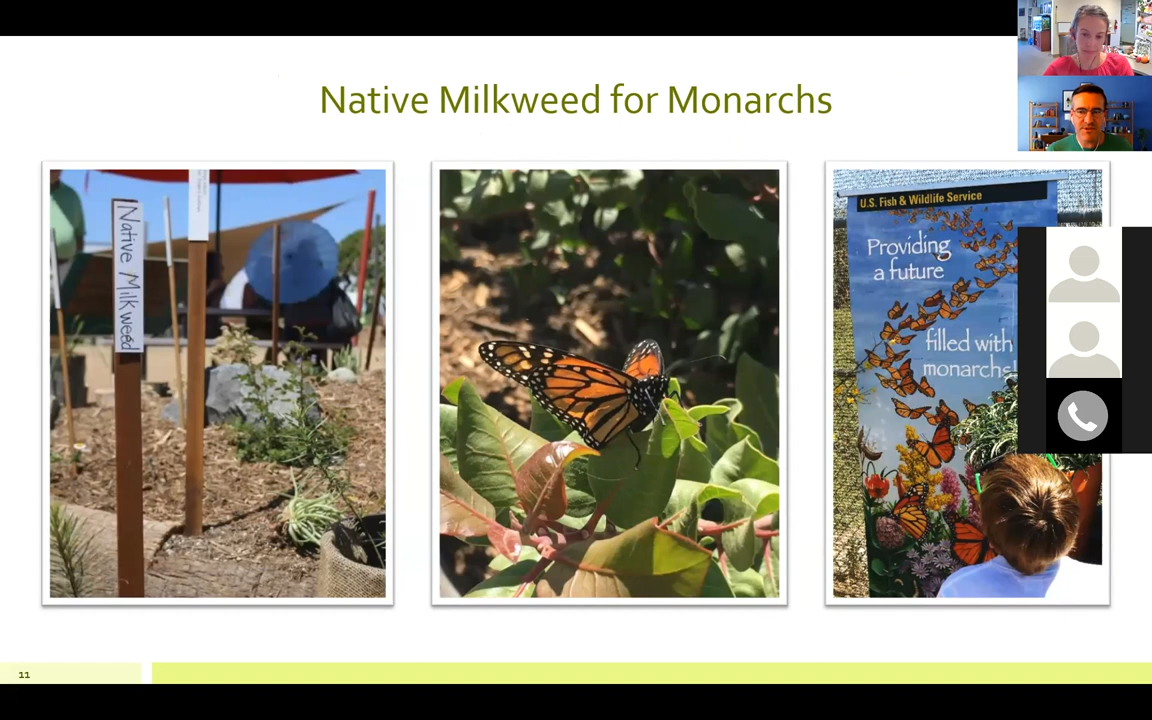 Native Milkweed for Monarchs
Native Milkweed
U.S. Fish & Wildlife Service
Providing
a future
filled with
monarchs!
11